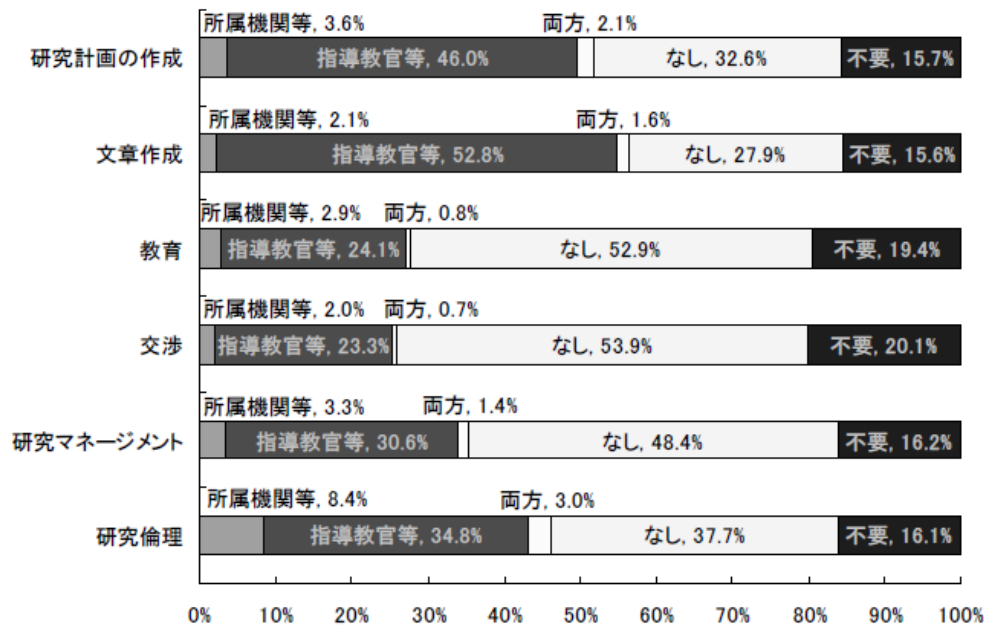 所属機関等, 3.6% 両方, 2.1%
研究計画の作成 指導教官等, 46.0% なし, 32.6% 不要, 15.7%
所属機関等, 2.1% 両方, 1.6%
文章作成 指導教官等, 52.8% なし, 27.9% 不要, 15.6%
所属機関等, 2.9% 両方, 0.8%
教育 指導教官等, 24.1% なし, 52.9% 不要, 19.4%
所属機関等, 2.0% 両方, 0.7%
交渉 指導教官等, 23.3% なし, 53.9% 不要, 20.1%
所属機関等, 3.3% 両方, 1.4%
研究マネージメント 指導教官等, 30.6% なし, 48.4% 不要, 16.2%
所属機関等, 8.4% 両方, 3.0%
研究倫理 指導教官等, 34.8% なし, 37.7% 不要, 16.1%
0% 10% 20% 30% 40% 50% 60% 70% 80% 90% 100%